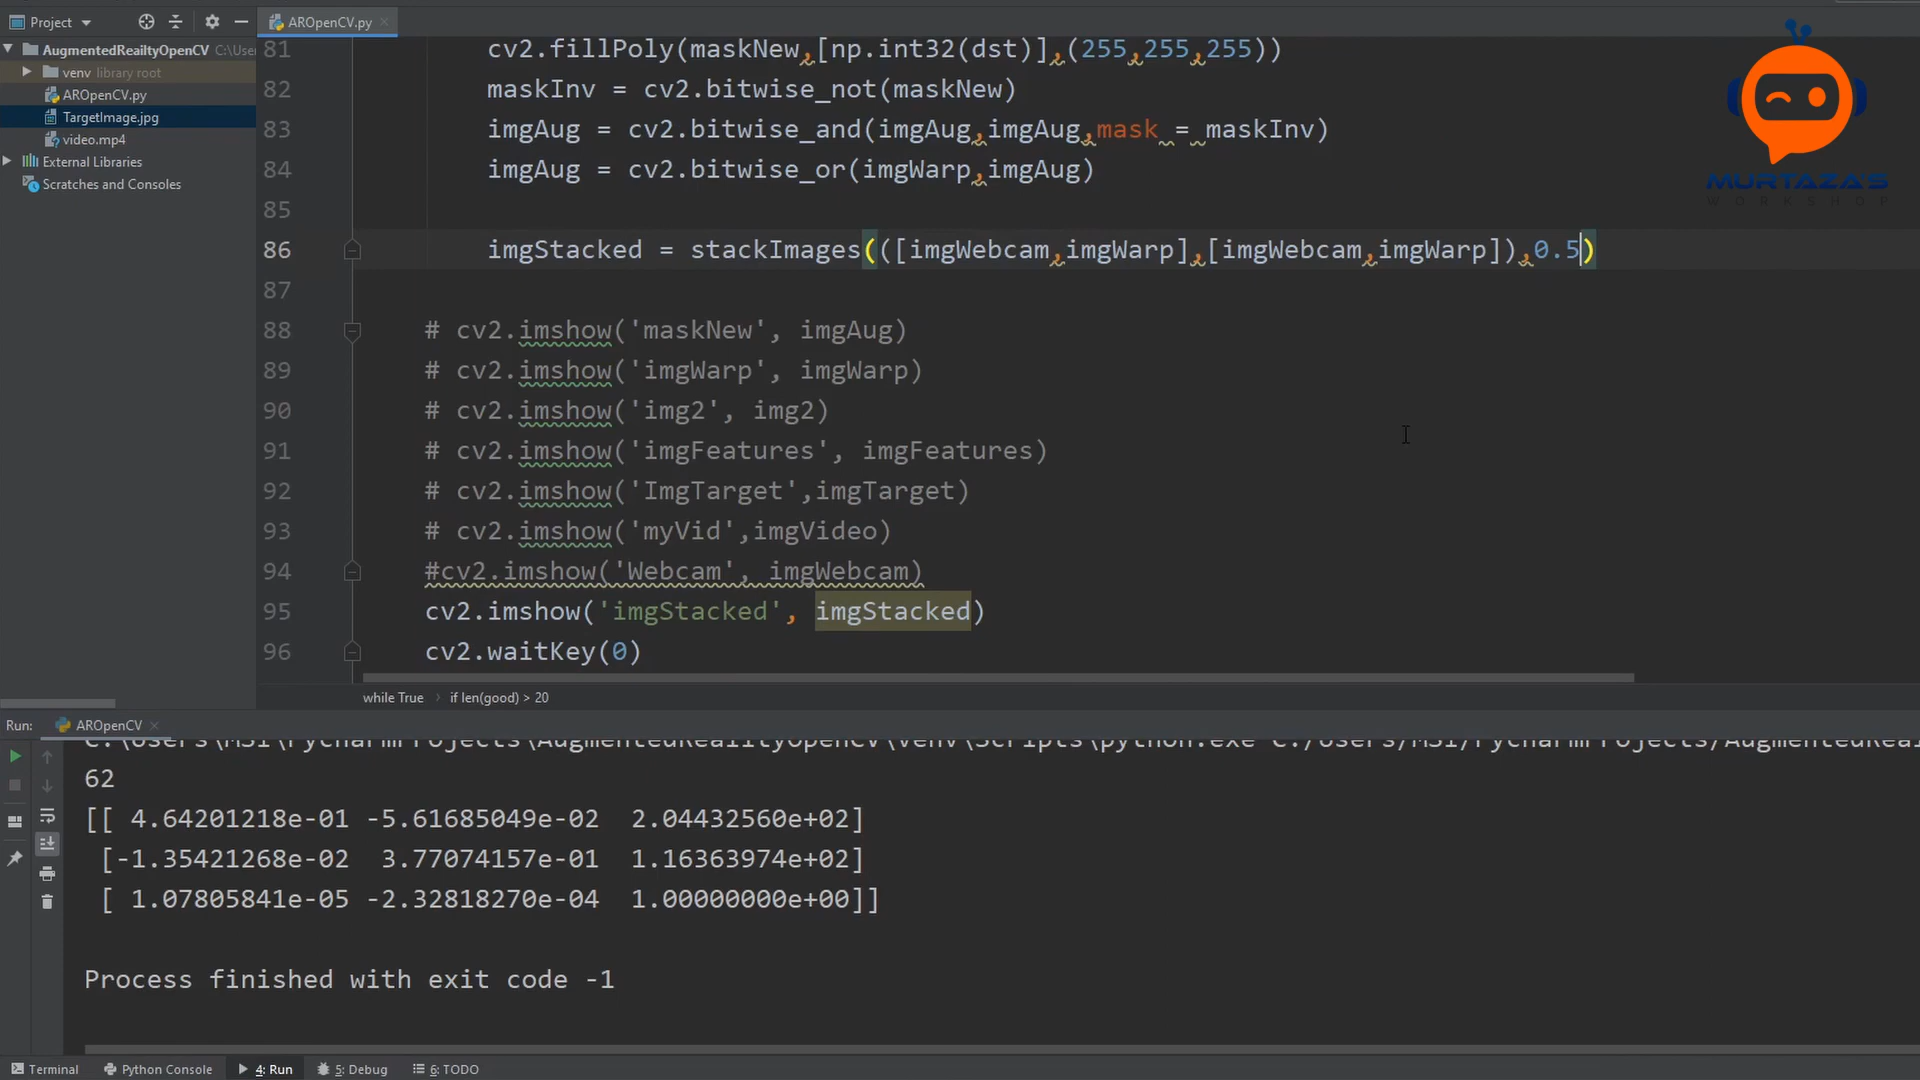 Project
AROpenCV.py
AugmentedRealtyOpenCV C:\Use
venv library root
AROpenCV.py
TargetImage.jpg
video.mp4
External Libraries
Scratches and Consoles
81 cv2.fillPoly(maskNew,[np.int32(dst)],(255,255,255))
82 maskInv = cv2.bitwise_not(maskNew)
83 imgAug = cv2.bitwise_and(imgAug,imgAug,mask = maskInv)
84 imgAug = cv2.bitwise_or(imgWarp,imgAug)
85
86 imgStacked = stackImages(([imgWebcam,imgWarp],[imgWebcam,imgWarp]),0.5)
87
88 # cv2.imshow('maskNew', imgAug)
89 # cv2.imshow('imgWarp', imgWarp)
90 # cv2.imshow('img2', img2)
91 # cv2.imshow('imgFeatures', imgFeatures)
92 # cv2.imshow('ImgTarget',imgTarget)
93 # cv2.imshow('myVid',imgVideo)
94 #cv2.imshow('Webcam', imgWebcam)
95 cv2.imshow('imgStacked', imgStacked)
96 cv2.waitKey(0)
MURTAZA'S
WORKSHOP
while True › if len(good) > 20
Run: AROpenCV
C:\Users\MSI\PycharmProjects\AugmentedRealityOpenCV\venv\Scripts\python.exe C:/Users/MSI/PycharmProjects/AugmentedReal
62
[[ 4.64201218e-01 -5.61685049e-02 2.04432560e+02]
[-1.35421268e-02 3.77074157e-01 1.16363974e+02]
[ 1.07805841e-05 -2.32818270e-04 1.00000000e+00]]
Process finished with exit code -1
Terminal Python Console 4: Run 5: Debug 6: TODO